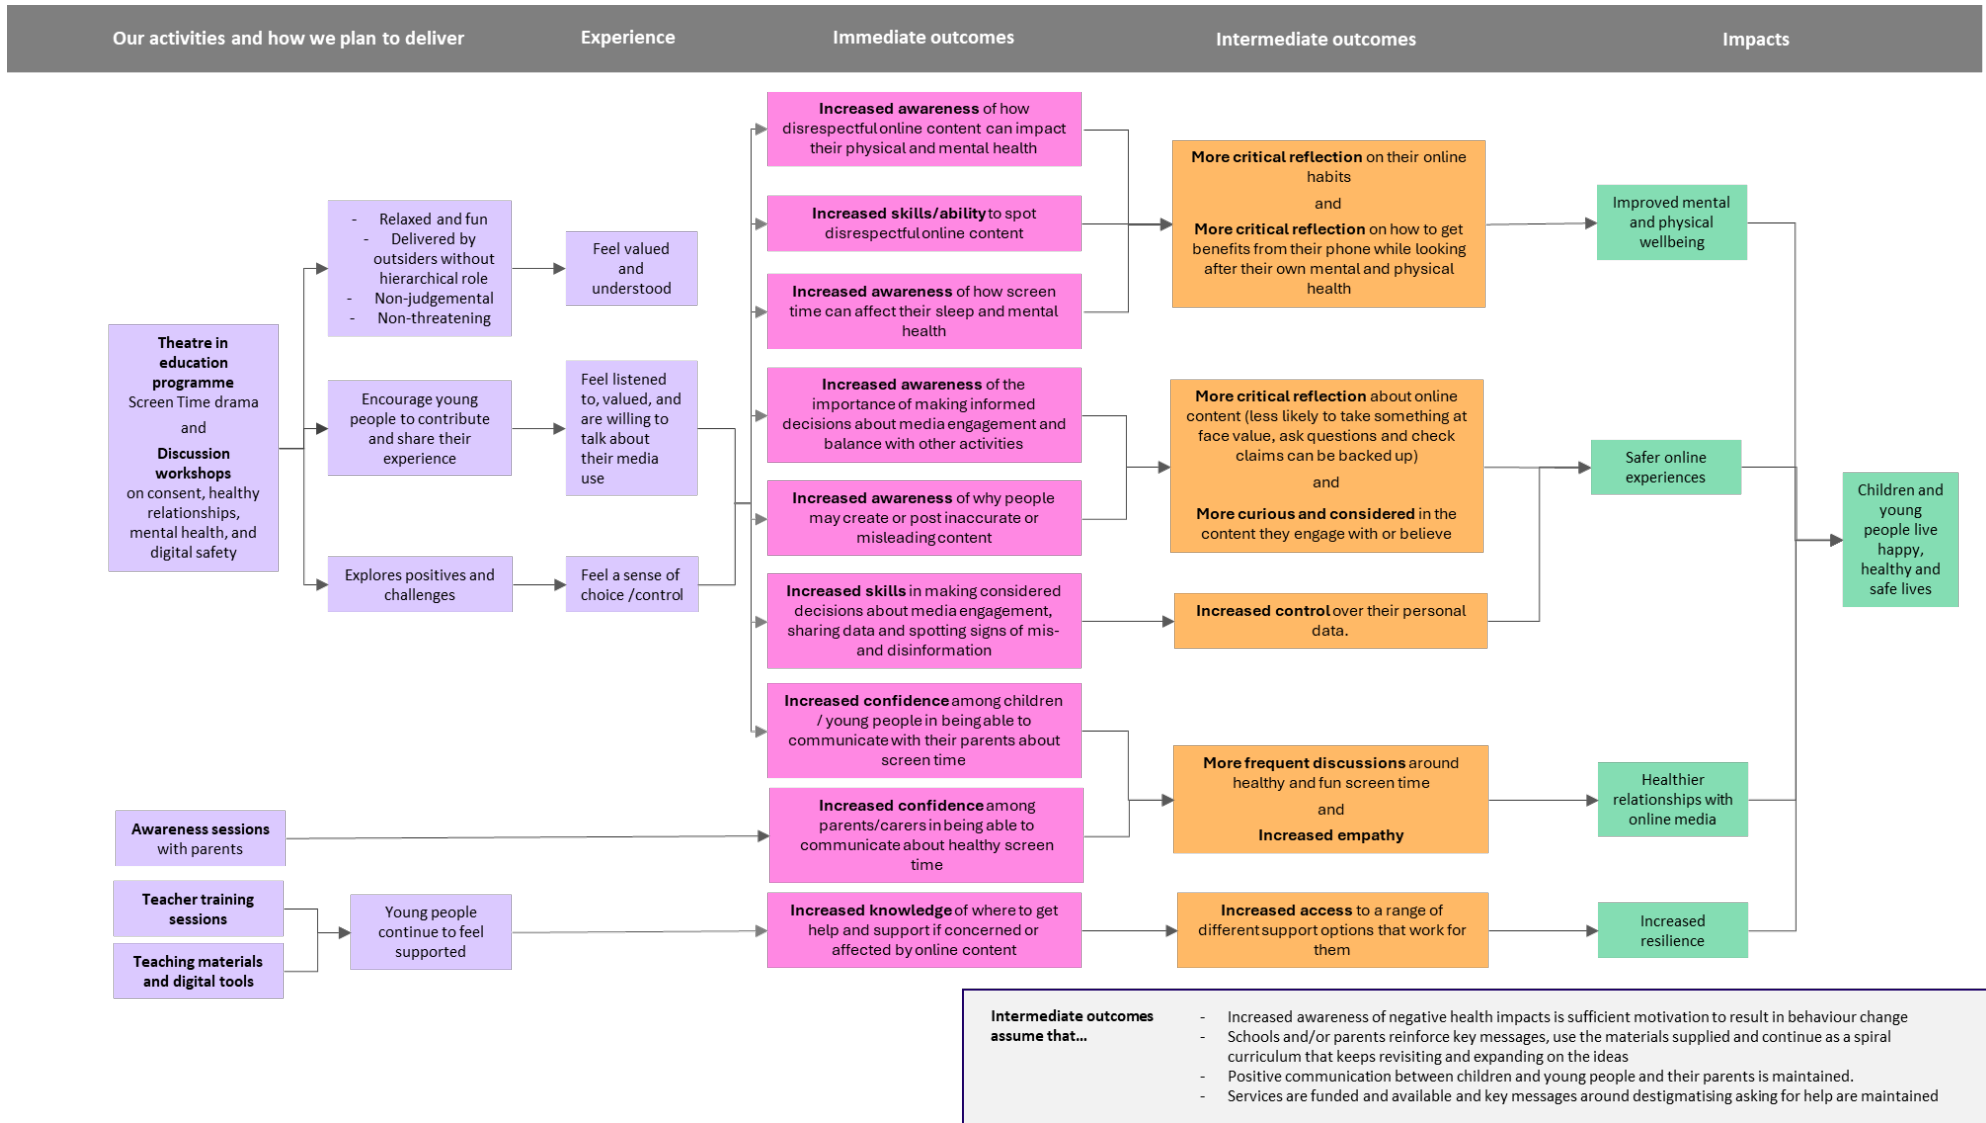 Our activities and how we plan to deliver
Experience
Immediate outcomes
Intermediate outcomes
Impacts
Theatre in
education
programme
Screen Time drama
and
Discussion
workshops
on consent, healthy
relationships,
mental health, and
digital safety
- Relaxed and fun
- Delivered by
outsiders without
hierarchical role
- Non-judgemental
- Non-threatening
Encourage young
people to contribute
and share their
experience
Explores positives and
challenges
Feel valued
and
understood
Feel listened
to, valued, and
are willing to
talk about
their media
use
Feel a sense of
choice /control
Awareness sessions
with parents
Teacher training
sessions
Teaching materials
and digital tools
Young people
continue to feel
supported
Increased awareness of how
disrespectful online content can impact
their physical and mental health
Increased skills/ability to spot
disrespectful online content
Increased awareness of how screen
time can affect their sleep and mental
health
Increased awareness of the
importance of making informed
decisions about media engagement and
balance with other activities
Increased awareness of why people
may create or post inaccurate or
misleading content
Increased skills in making considered
decisions about media engagement,
sharing data and spotting signs of mis-
and disinformation
Increased confidence among children
/ young people in being able to
communicate with their parents about
screen time
Increased confidence among
parents/carers in being able to
communicate about healthy screen
time
Increased knowledge of where to get
help and support if concerned or
affected by online content
More critical reflection on their online
habits
and
More critical reflection on how to get
benefits from their phone while looking
after their own mental and physical
health
More critical reflection about online
content (less likely to take something at
face value, ask questions and check
claims can be backed up)
and
More curious and considered in the
content they engage with or believe
Increased control over their personal
data.
More frequent discussions around
healthy and fun screen time
and
Increased empathy
Increased access to a range of
different support options that work for
them
Improved mental
and physical
wellbeing
Safer online
experiences
Healthier
relationships with
online media
Increased
resilience
Children and
young
people live
happy,
healthy and
safe lives
Intermediate outcomes
assume that...
- Increased awareness of negative health impacts is sufficient motivation to result in behaviour change
- Schools and/or parents reinforce key messages, use the materials supplied and continue as a spiral
curriculum that keeps revisiting and expanding on the ideas
- Positive communication between children and young people and their parents is maintained.
- Services are funded and available and key messages around destigmatising asking for help are maintained